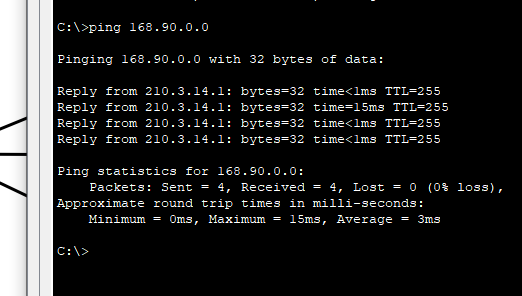 C:\>ping 168.90.0.0
Pinging 168.90.0.0 with 32 bytes of data:
Reply from 210.3.14.1: bytes=32 time<1ms TTL=255
Reply from 210.3.14.1: bytes=32 time=15ms TTL=255
Reply from 210.3.14.1: bytes=32 time<1ms TTL=255
Reply from 210.3.14.1: bytes=32 time<1ms TTL=255
Ping statistics for 168.90.0.0:
Packets: Sent = 4, Received = 4, Lost = 0 (0% loss),
Approximate round trip times in milli-seconds:
Minimum = 0ms, Maximum = 15ms, Average = 3ms
C:\>